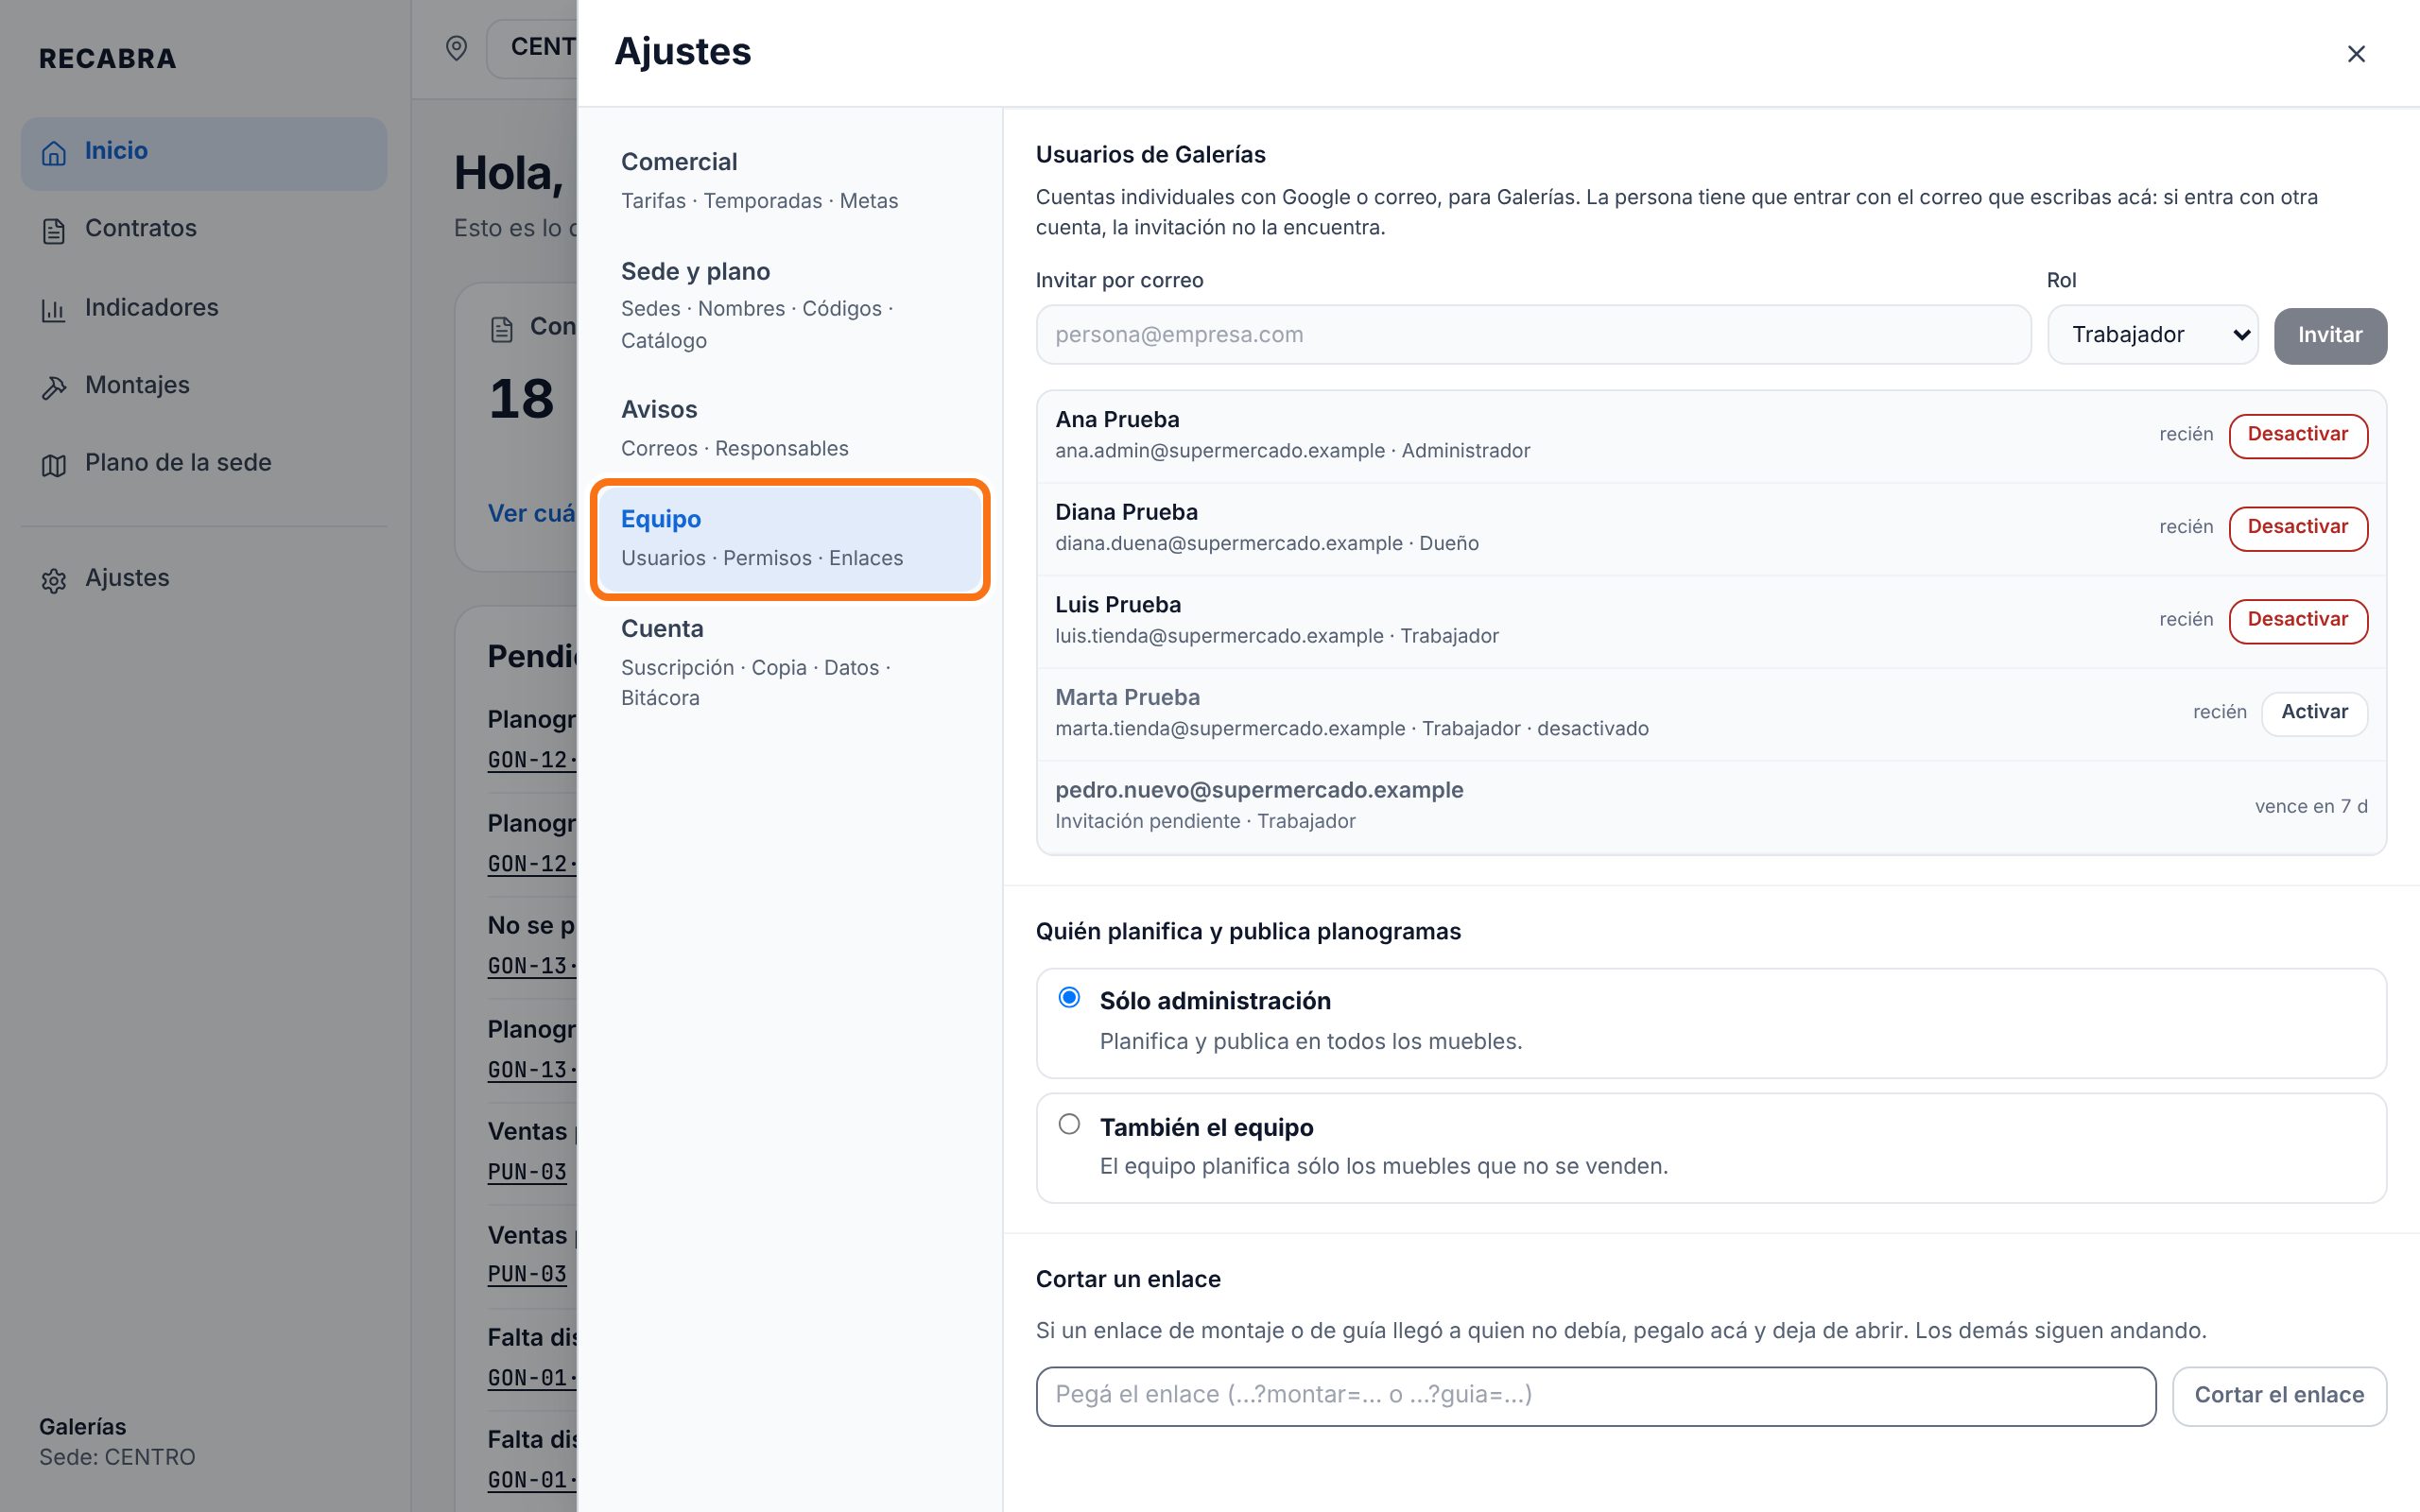 RECABRA
Inicio
Contratos
Indicadores
Montajes
Plano de la sede
Ajustes
Galerías
Sede: CENTRO
CENT
Hola,
Esto es lo
Con
18
Ver cuá
Pendi
Planogr
GON-12
Planogr
GON-12
No se p
GON-13
Planogr
GON-13
Ventas
PUN-03
Ventas
PUN-03
Falta dis
GON-01
Falta dis
GON-01
Ajustes
Comercial
Tarifas · Temporadas · Metas
Sede y plano
Sedes · Nombres · Códigos ·
Catálogo
Avisos
Correos · Responsables
Equipo
Usuarios · Permisos · Enlaces
Cuenta
Suscripción · Copia · Datos ·
Bitácora
Usuarios de Galerías
Cuentas individuales con Google o correo, para Galerías. La persona tiene que entrar con el correo que escribas acá: si entra con otra
cuenta, la invitación no la encuentra.
Invitar por correo
Rol
persona@empresa.com
Trabajador
Invitar
Ana Prueba
ana.admin@supermercado.example · Administrador
recién
Desactivar
Diana Prueba
diana.duena@supermercado.example · Dueño
recién
Desactivar
Luis Prueba
luis.tienda@supermercado.example · Trabajador
recién
Desactivar
Marta Prueba
marta.tienda@supermercado.example · Trabajador · desactivado
recién
Activar
pedro.nuevo@supermercado.example
Invitación pendiente · Trabajador
vence en 7 d
Quién planifica y publica planogramas
Sólo administración
Planifica y publica en todos los muebles.
También el equipo
El equipo planifica sólo los muebles que no se venden.
Cortar un enlace
Si un enlace de montaje o de guía llegó a quien no debía, pegalo acá y deja de abrir. Los demás siguen andando.
Pegá el enlace (...?montar=... o ...?guia=...)
Cortar el enlace